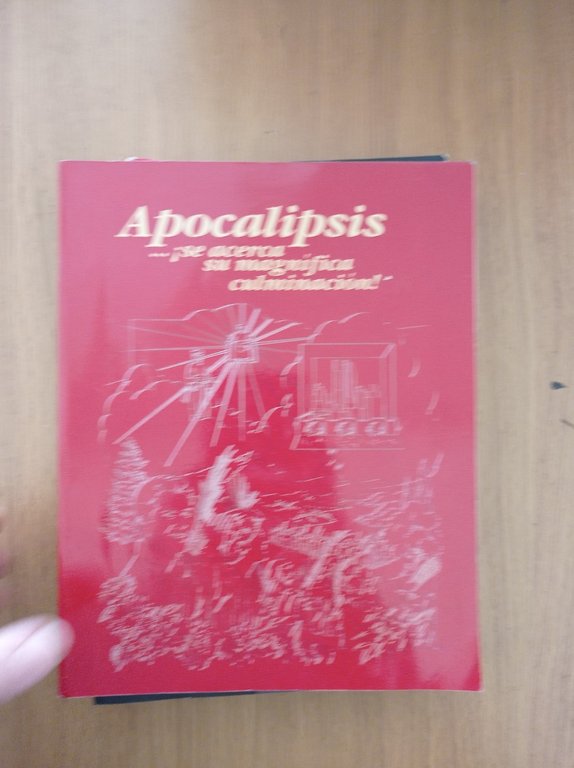 Apocalipsis
... ¡se acerca
su magnífica
culminación!